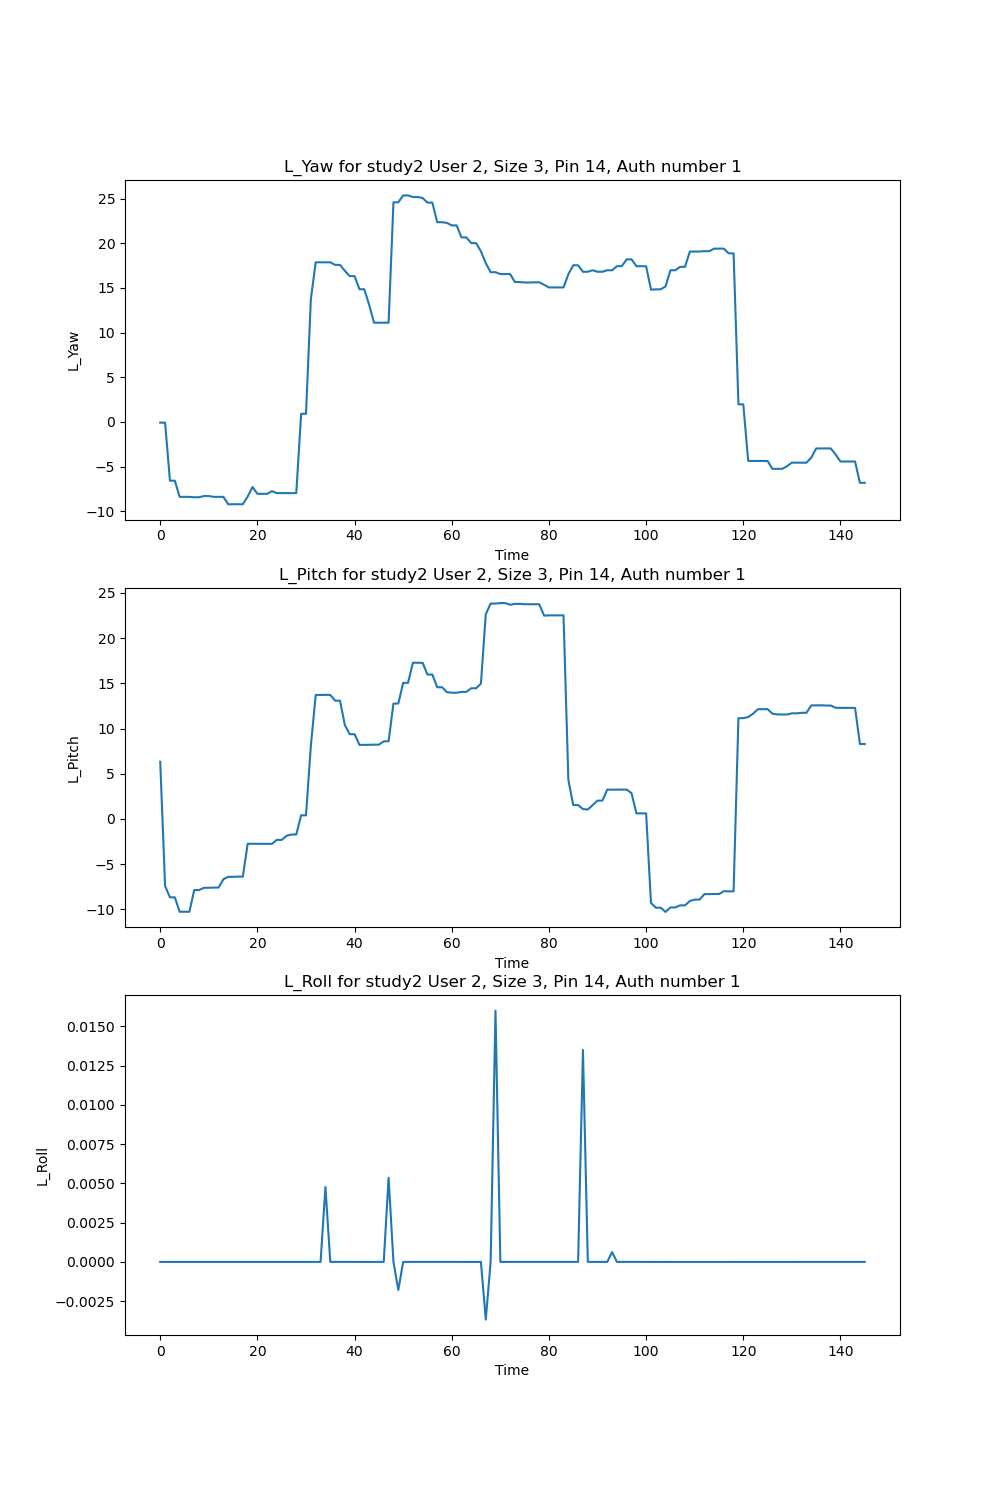 L_Yaw for study2 User 2, Size 3, Pin 14, Auth number 1
25
20
15
10
5
0
−5
−10
L_Yaw
0 20 40 60 80 100 120 140
Time
L_Pitch for study2 User 2, Size 3, Pin 14, Auth number 1
25
20
15
10
5
0
−5
−10
L_Pitch
0 20 40 60 80 100 120 140
Time
L_Roll for study2 User 2, Size 3, Pin 14, Auth number 1
0.0150
0.0125
0.0100
0.0075
0.0050
0.0025
0.0000
−0.0025
L_Roll
0 20 40 60 80 100 120 140
Time